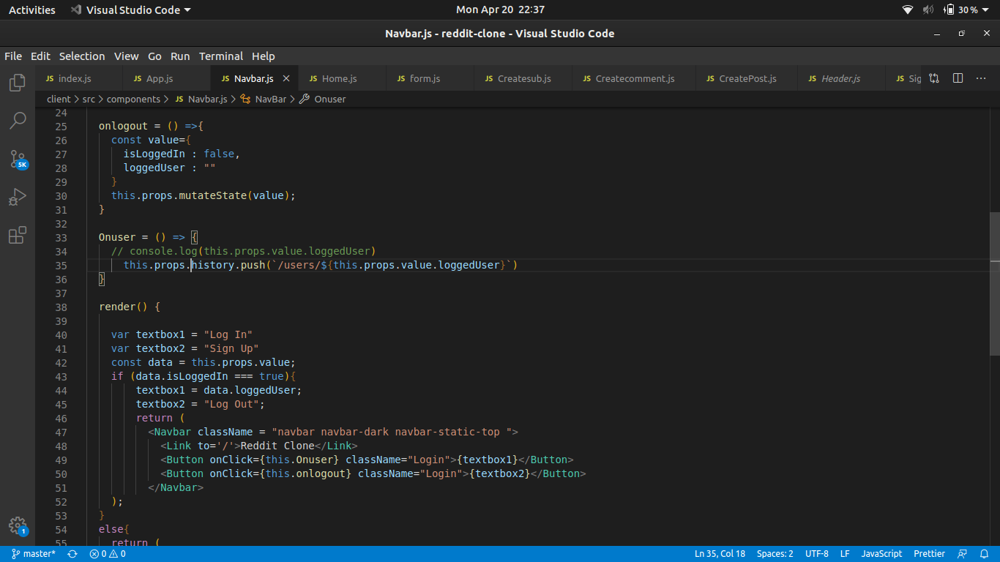 Activities Visual Studio Code Mon Apr 20 22:37 30%
Navbar.js - reddit-clone - Visual Studio Code
File Edit Selection View Go Run Terminal Help
JS index.js JS App.js JS Navbar.js JS Home.js JS form.js JS Createsub.js JS Createcomment.js JS CreatePost.js JS Header.js JS Sig
client > src > components > JS Navbar.js > NavBar > Onuser
24
25 onlogout = () =>{
26 const value={
27 isLoggedIn : false,
28 loggedUser : ""
29 }
30 this.props.mutateState(value);
31 }
32
33 Onuser = () => {
34 // console.log(this.props.value.loggedUser)
35 this.props.history.push(`/users/${this.props.value.loggedUser}`)
36 }
37
38 render() {
39
40 var textbox1 = "Log In"
41 var textbox2 = "Sign Up"
42 const data = this.props.value;
43 if (data.isLoggedIn === true){
44 textbox1 = data.loggedUser;
45 textbox2 = "Log Out";
46 return (
47 <Navbar className = "navbar navbar-dark navbar-static-top ">
48 <Link to='/'>Reddit Clone</Link>
49 <Button onClick={this.Onuser} className="Login">{textbox1}</Button>
50 <Button onClick={this.onlogout} className="Login">{textbox2}</Button>
51 </Navbar>
52 );
53 }
54 else{
55 return (
5K
1
master* 0 0 Ln 35, Col 18 Spaces: 2 UTF-8 LF JavaScript Prettier